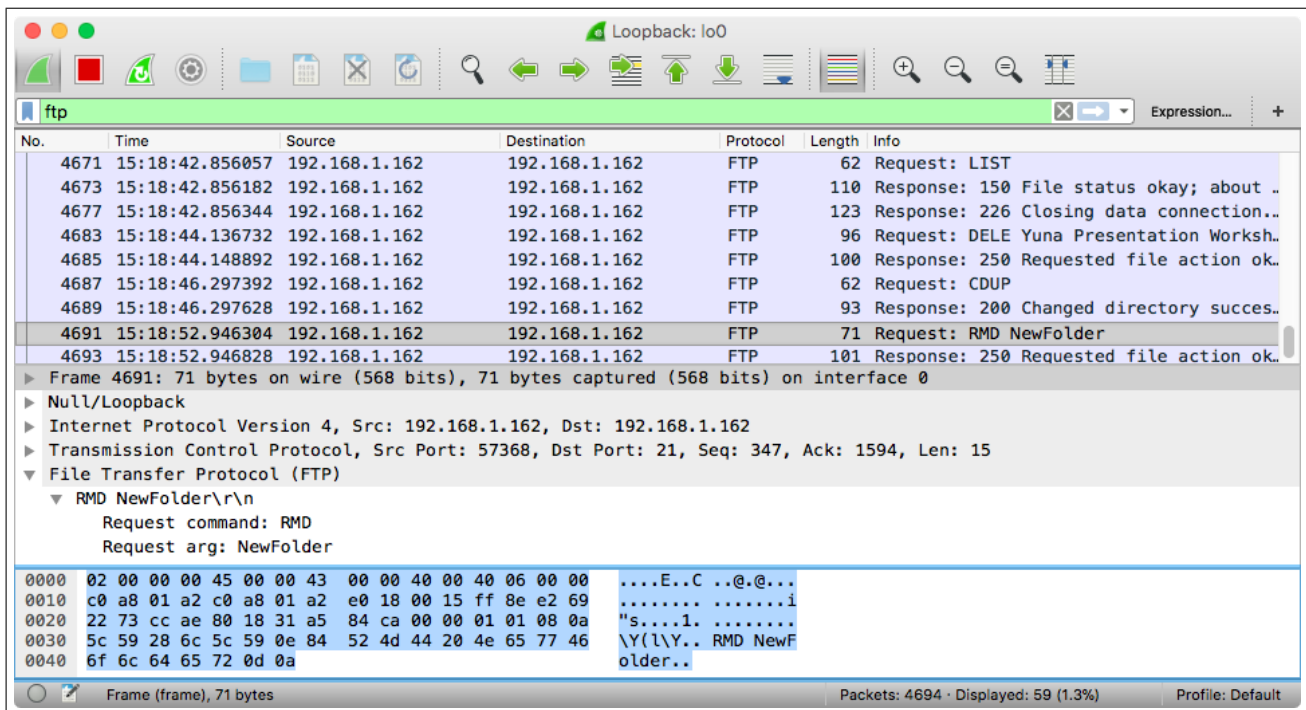 Loopback: lo0
ftp
Expression... +
No. Time Source Destination Protocol Length Info
4671 15:18:42.856057 192.168.1.162 192.168.1.162 FTP 62 Request: LIST
4673 15:18:42.856182 192.168.1.162 192.168.1.162 FTP 110 Response: 150 File status okay; about …
4677 15:18:42.856344 192.168.1.162 192.168.1.162 FTP 123 Response: 226 Closing data connection…
4683 15:18:44.136732 192.168.1.162 192.168.1.162 FTP 96 Request: DELE Yuna Presentation Worksh…
4685 15:18:44.148892 192.168.1.162 192.168.1.162 FTP 100 Response: 250 Requested file action ok…
4687 15:18:46.297392 192.168.1.162 192.168.1.162 FTP 62 Request: CDUP
4689 15:18:46.297628 192.168.1.162 192.168.1.162 FTP 93 Response: 200 Changed directory succes…
4691 15:18:52.946304 192.168.1.162 192.168.1.162 FTP 71 Request: RMD NewFolder
4693 15:18:52.946828 192.168.1.162 192.168.1.162 FTP 101 Response: 250 Requested file action ok…
Frame 4691: 71 bytes on wire (568 bits), 71 bytes captured (568 bits) on interface 0
Null/Loopback
Internet Protocol Version 4, Src: 192.168.1.162, Dst: 192.168.1.162
Transmission Control Protocol, Src Port: 57368, Dst Port: 21, Seq: 347, Ack: 1594, Len: 15
File Transfer Protocol (FTP)
RMD NewFolder\r\n
Request command: RMD
Request arg: NewFolder
0000 02 00 00 00 45 00 00 43 00 00 40 00 40 06 00 00 ....E..C ..@.@...
0010 c0 a8 01 a2 c0 a8 01 a2 e0 18 00 15 ff 8e e2 69 ........ .......i
0020 22 73 cc ae 80 18 31 a5 84 ca 00 00 01 01 08 0a "s....1. ........
0030 5c 59 28 6c 5c 59 0e 84 52 4d 44 20 4e 65 77 46 \Y(l\Y.. RMD NewF
0040 6f 6c 64 65 72 0d 0a older..
Frame (frame), 71 bytes Packets: 4694 · Displayed: 59 (1.3%) Profile: Default